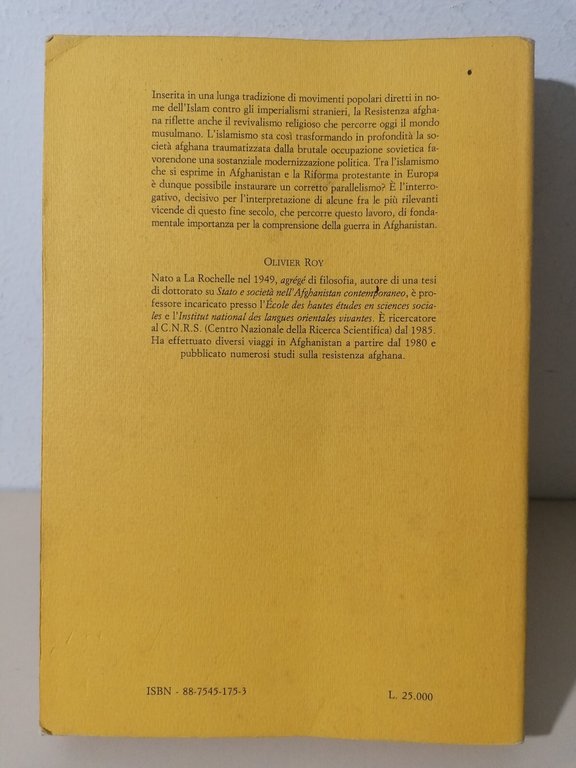 Inserita in una lunga tradizione di movimenti popolari diretti in no-
me dell'Islam contro gli imperialismi stranieri, la Resistenza afgha-
na riflette anche il revivalismo religioso che percorre oggi il mondo
musulmano. L'islamismo sta così trasformando in profondità la so-
cietà afghana traumatizzata dalla brutale occupazione sovietica fa-
vorendone una sostanziale modernizzazione politica. Tra l'islamismo
che si esprime in Afghanistan e la Riforma protestante in Europa
è dunque possibile instaurare un corretto parallelismo? È l'interro-
gativo, decisivo per l'interpretazione di alcune fra le più rilevanti
vicende di questo fine secolo, che percorre questo lavoro, di fonda-
mentale importanza per la comprensione della guerra in Afghanistan.
OLIVIER ROY
Nato a La Rochelle nel 1949, agrégé di filosofia, autore di una tesi
di dottorato su Stato e società nell'Afghanistan contemporaneo, è pro-
fessore incaricato presso l'École des hautes études en sciences socia-
les e l'Institut national des langues orientales vivantes. È ricercatore
al C.N.R.S. (Centro Nazionale della Ricerca Scientifica) dal 1985.
Ha effettuato diversi viaggi in Afghanistan a partire dal 1980 e
pubblicato numerosi studi sulla resistenza afghana.
ISBN - 88-7545-175-3
L. 25.000